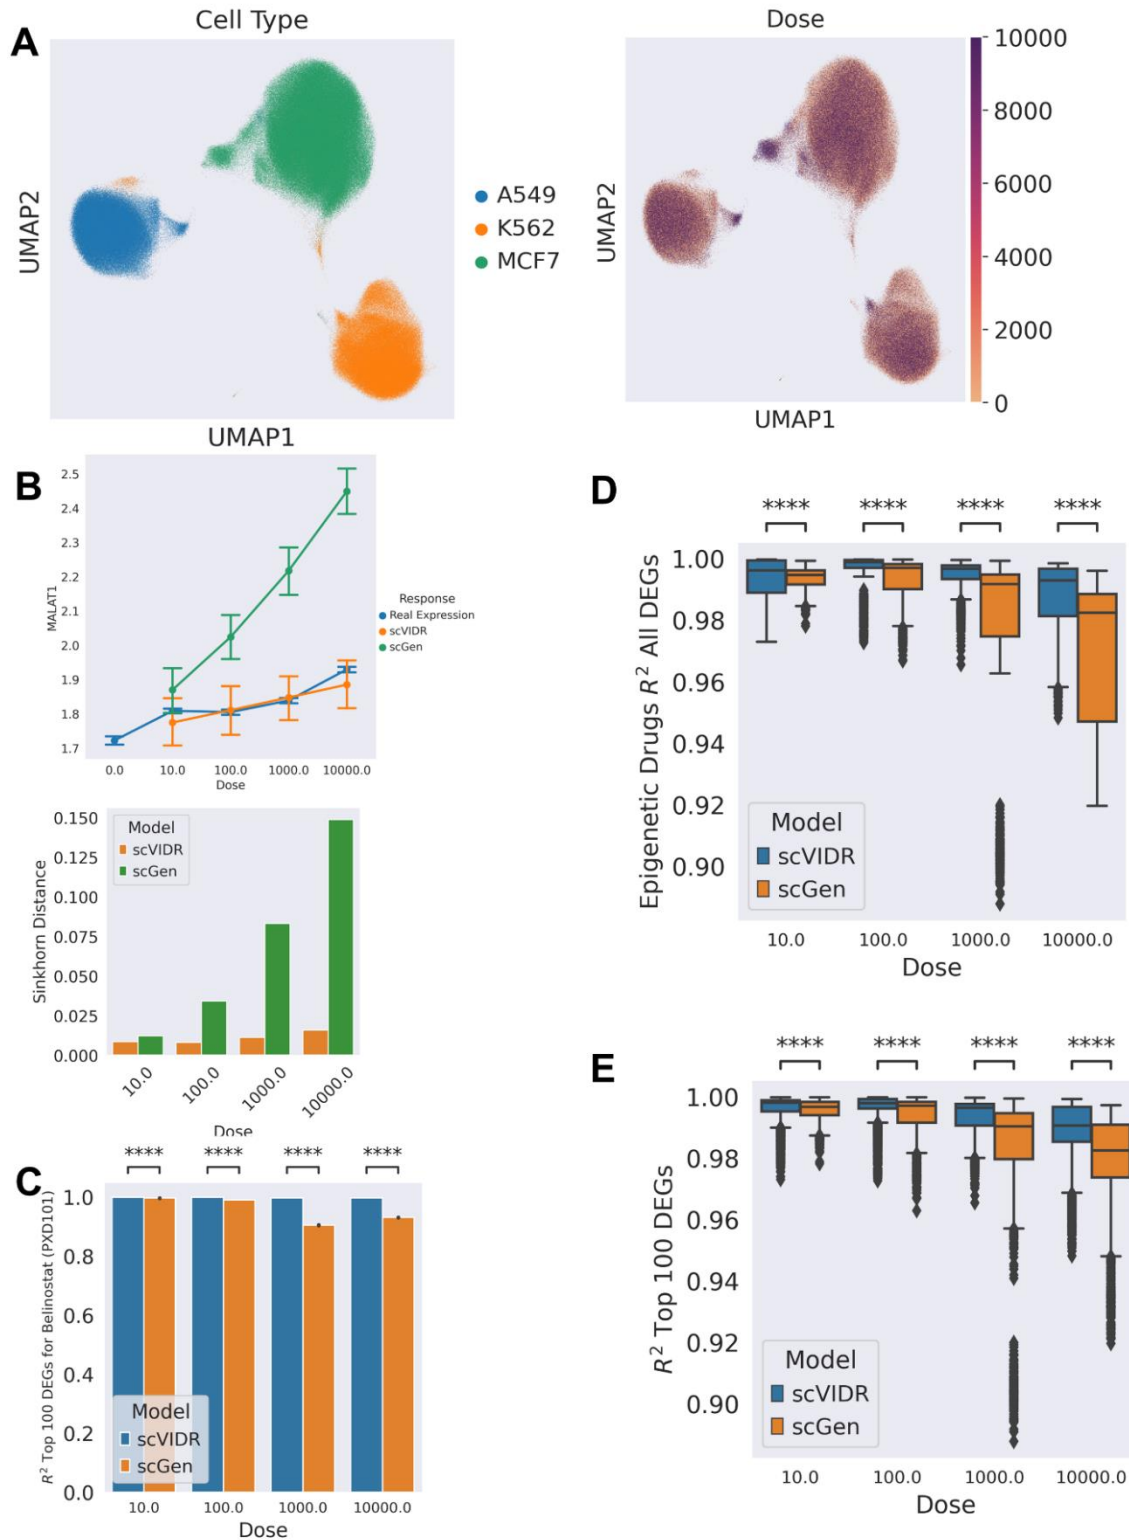 A
Cell Type
UMAP2
UMAP1
A549
K562
MCF7
Dose
UMAP2
UMAP1
10000
8000
6000
4000
2000
0
B
MALAT1
2.5
2.4
2.3
2.2
2.1
2.0
1.9
1.8
1.7
0.0 10.0 100.0 1000.0 10000.0
Dose
Response
Real Expression
scVIDR
scGen
Sinkhorn Distance
0.150
0.125
0.100
0.075
0.050
0.025
0.000
Model
scVIDR
scGen
10.0 100.0 1000.0 10000.0
Dose
C
**** **** **** ****
R² Top 100 DEGs for Belinostat (PXD101)
1.0
0.8
0.6
0.4
0.2
0.0
Model
scVIDR
scGen
10.0 100.0 1000.0 10000.0
Dose
D
**** **** **** ****
Epigenetic Drugs R² All DEGs
1.00
0.98
0.96
0.94
0.92
0.90
Model
scVIDR
scGen
10.0 100.0 1000.0 10000.0
Dose
E
**** **** **** ****
R² Top 100 DEGs
1.00
0.98
0.96
0.94
0.92
0.90
Model
scVIDR
scGen
10.0 100.0 1000.0 10000.0
Dose